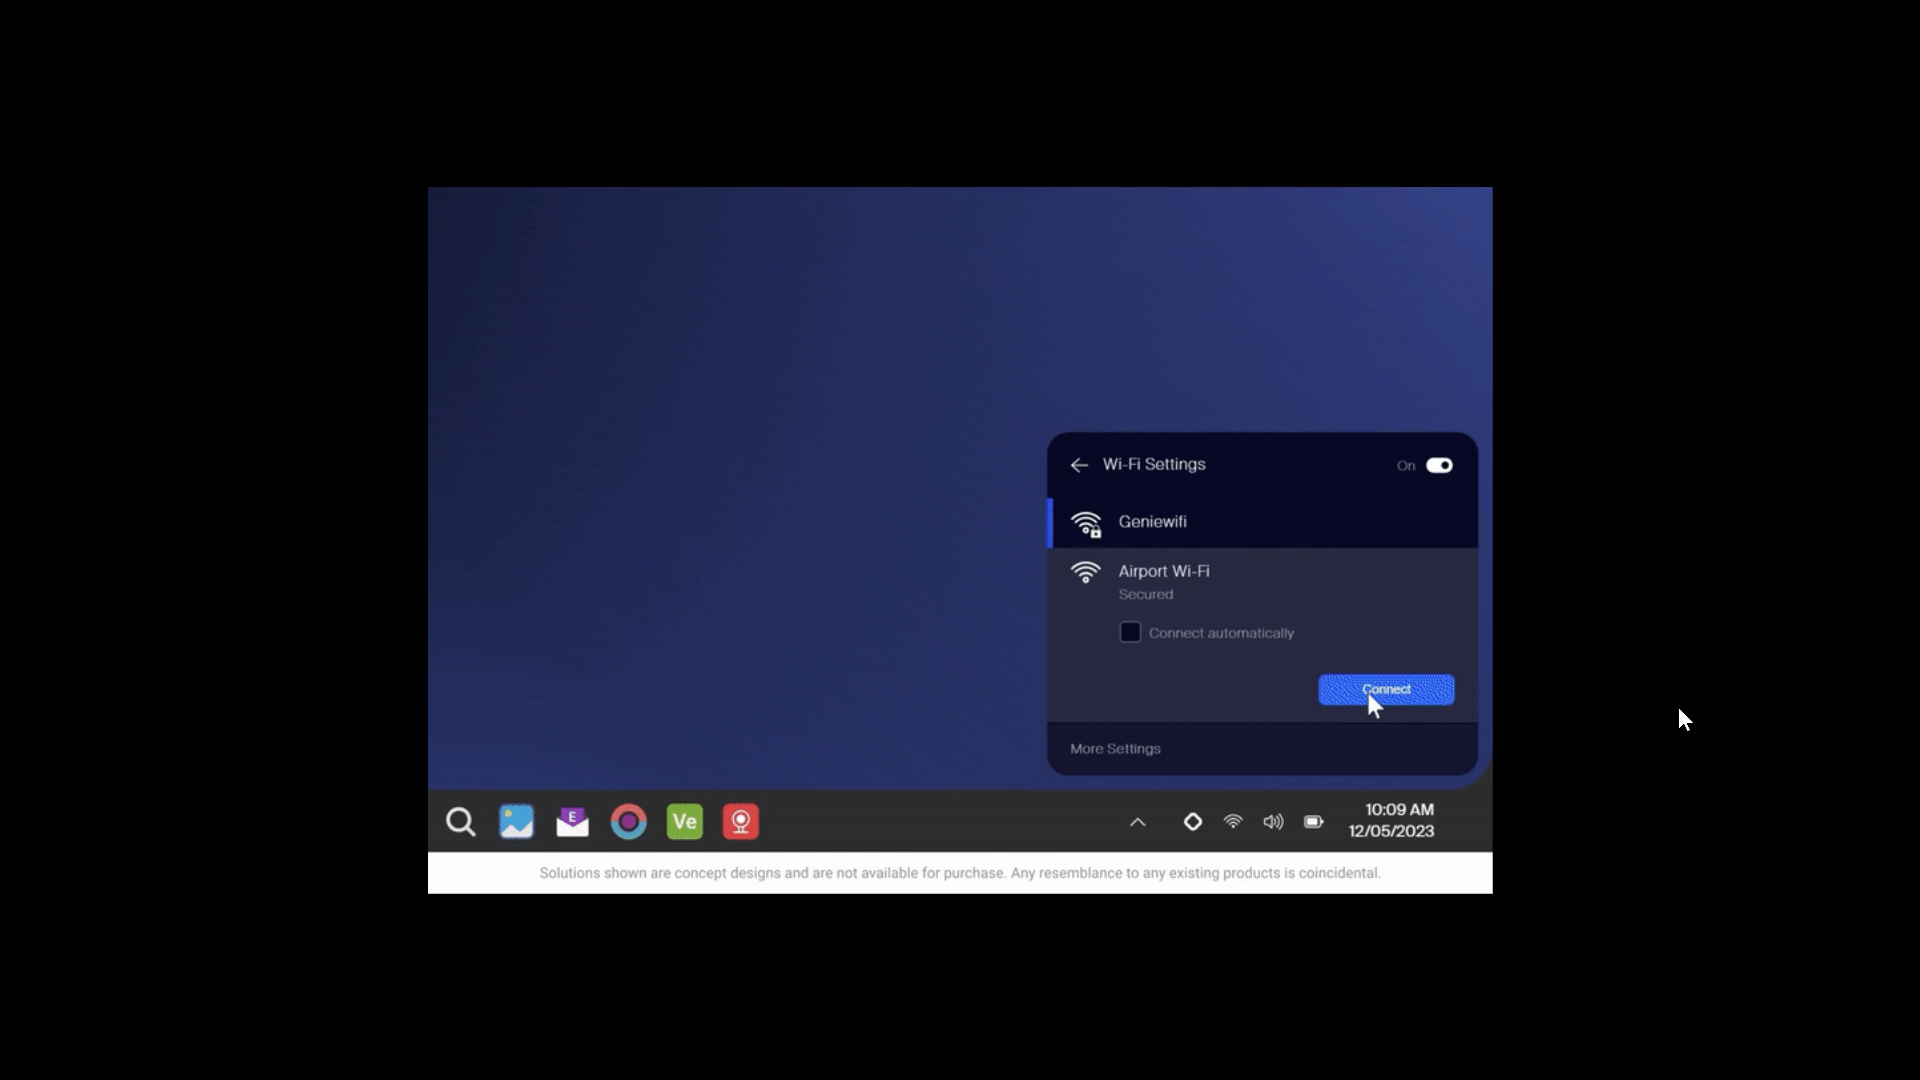 Wi-Fi Settings
On
Geniewifi
Airport Wi-Fi
Secured
Connect automatically
Connect
More Settings
E
Ve
10:09 AM
12/05/2023
Solutions shown are concept designs and are not available for purchase. Any resemblance to any existing products is coincidental.